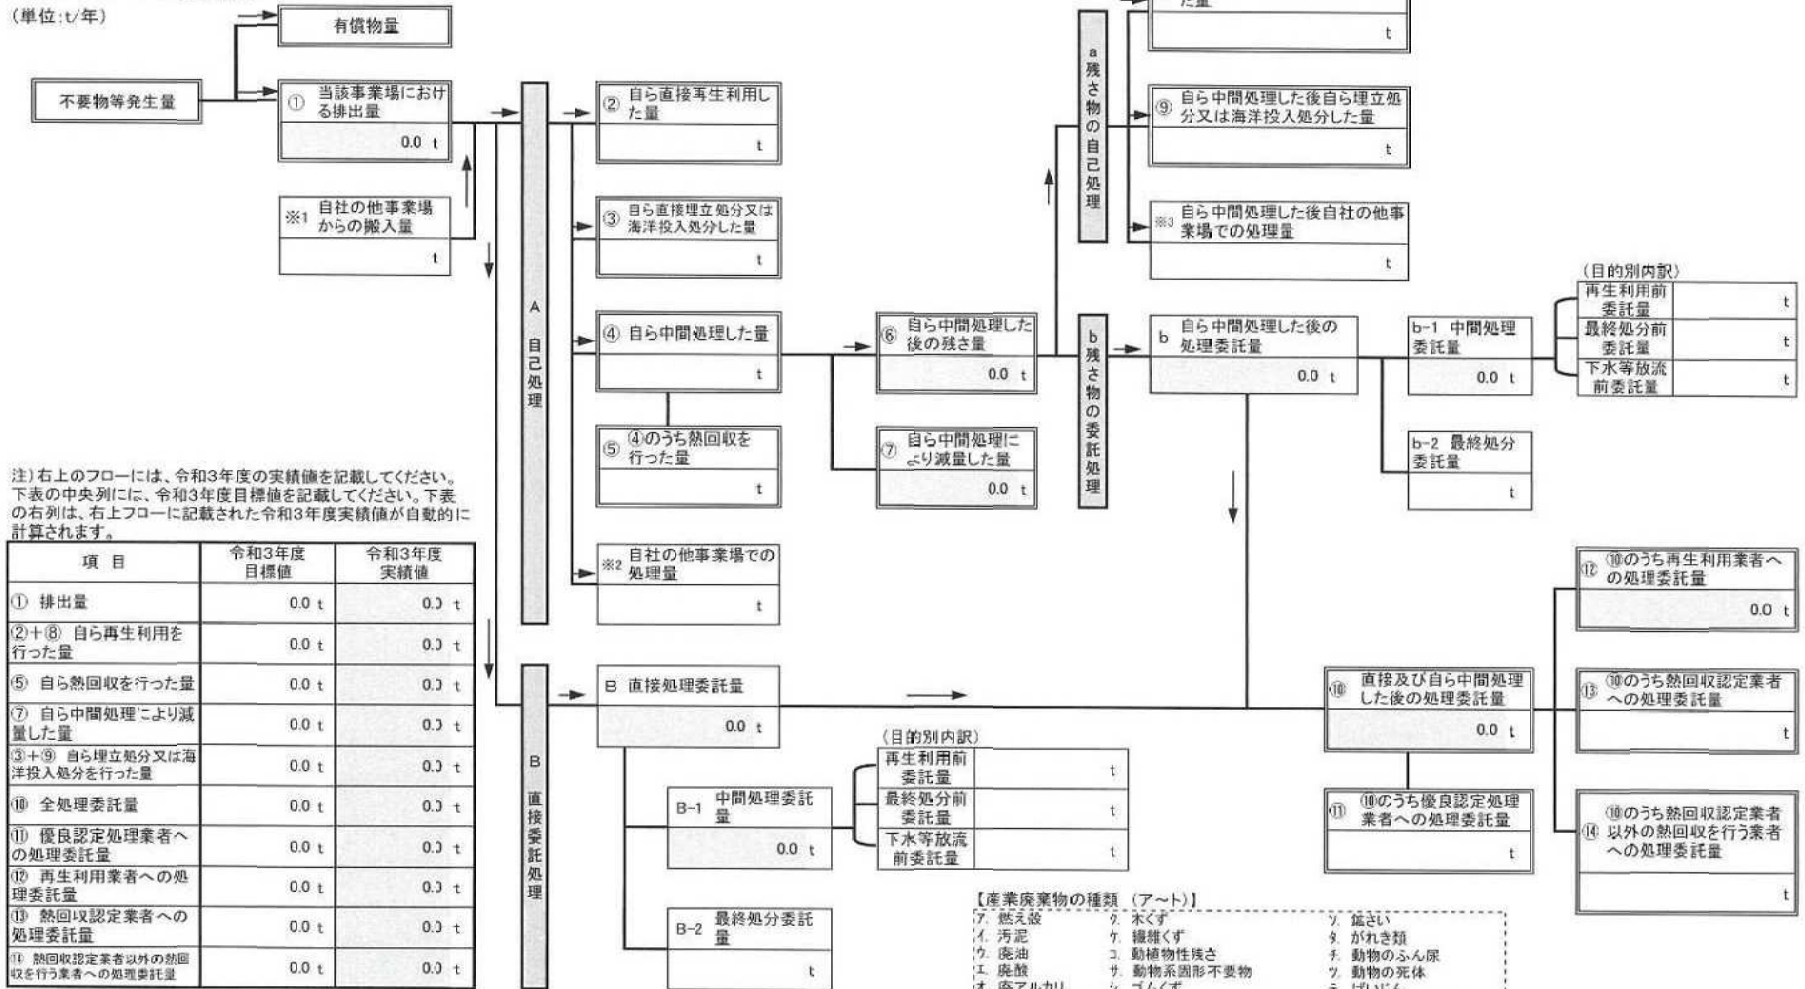 (単位:t/年)
有償物量
不要物等発生量
① 当該事業場におけ
る排出量
0.0 t
※1 自社の他事業場
からの搬入量
t
A 自己処理
② 自ら直接再生利用し
た量
t
③ 自ら直接埋立処分又は
海洋投入処分した量
t
④ 自ら中間処理した量
t
⑤ ④のうち熱回収を
行った量
t
※2 自社の他事業場での
処理量
t
⑥ 自ら中間処理した
後の残さ量
0.0 t
⑦ 自ら中間処理に
より減量した量
0.0 t
a 残さ物の自己処理
た量
t
⑨ 自ら中間処理した後自ら埋立処
分又は海洋投入処分した量
t
※3 自ら中間処理した後自社の他事
業場での処理量
t
b 残さ物の委託処理
b 自ら中間処理した後の
処理委託量
0.0 t
b-1 中間処理
委託量
0.0 t
(目的別内訳)
再生利用前
委託量 t
最終処分前
委託量 t
下水等放流
前委託量 t
b-2 最終処分
委託量
t
注)右上のフローには、令和3年度の実績値を記載してください。
下表の中央列には、令和3年度目標値を記載してください。下表
の右列は、右上フローに記載された令和3年度実績値が自動的に
計算されます。
項 目 令和3年度
目標値 令和3年度
実績値
① 排出量 0.0 t 0.0 t
②+⑧ 自ら再生利用を
行った量 0.0 t 0.0 t
⑤ 自ら熱回収を行った量 0.0 t 0.0 t
⑦ 自ら中間処理により減
量した量 0.0 t 0.0 t
③+⑨ 自ら埋立処分又は海
洋投入処分を行った量 0.0 t 0.0 t
⑩ 全処理委託量 0.0 t 0.0 t
⑪ 優良認定処理業者へ
の処理委託量 0.0 t 0.0 t
⑫ 再生利用業者への処
理委託量 0.0 t 0.0 t
⑬ 熱回収認定業者への
処理委託量 0.0 t 0.0 t
⑭ 熱回収認定業者以外の熱回
収を行う業者への処理委託量 0.0 t 0.0 t
B 直接委託処理
B 直接処理委託量
0.0 t
B-1 中間処理委託
量
0.0 t
(目的別内訳)
再生利用前
委託量 t
最終処分前
委託量 t
下水等放流
前委託量 t
B-2 最終処分委託
量
t
⑩ 直接及び自ら中間処理
した後の処理委託量
0.0 t
⑪ ⑩のうち優良認定処理
業者への処理委託量
t
⑫ ⑩のうち再生利用業者へ
の処理委託量
0.0 t
⑬ ⑩のうち熱回収認定業者
への処理委託量
t
⑭ ⑩のうち熱回収認定業者
以外の熱回収を行う業者
への処理委託量
t
【産業廃棄物の種類 (ア~ト)】
ア. 燃え殻 ク. 木くず ソ. 鉱さい
イ. 汚泥 ケ. 繊維くず タ. がれき類
ウ. 廃油 コ. 動植物性残さ チ. 動物のふん尿
エ. 廃酸 サ. 動物系固形不要物 ツ. 動物の死体
オ. 廃アルカリ シ. ゴムくず テ. ばいじん